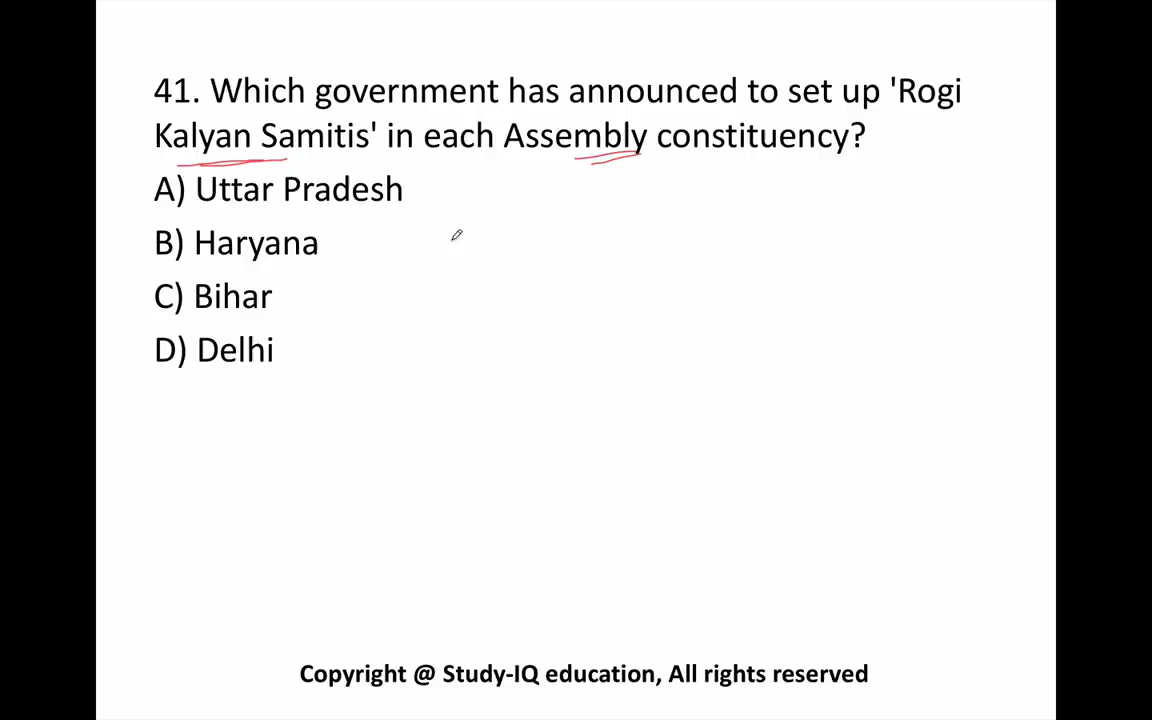 41. Which government has announced to set up 'Rogi
Kalyan Samitis' in each Assembly constituency?
A) Uttar Pradesh
B) Haryana
C) Bihar
D) Delhi
Copyright @ Study-IQ education, All rights reserved